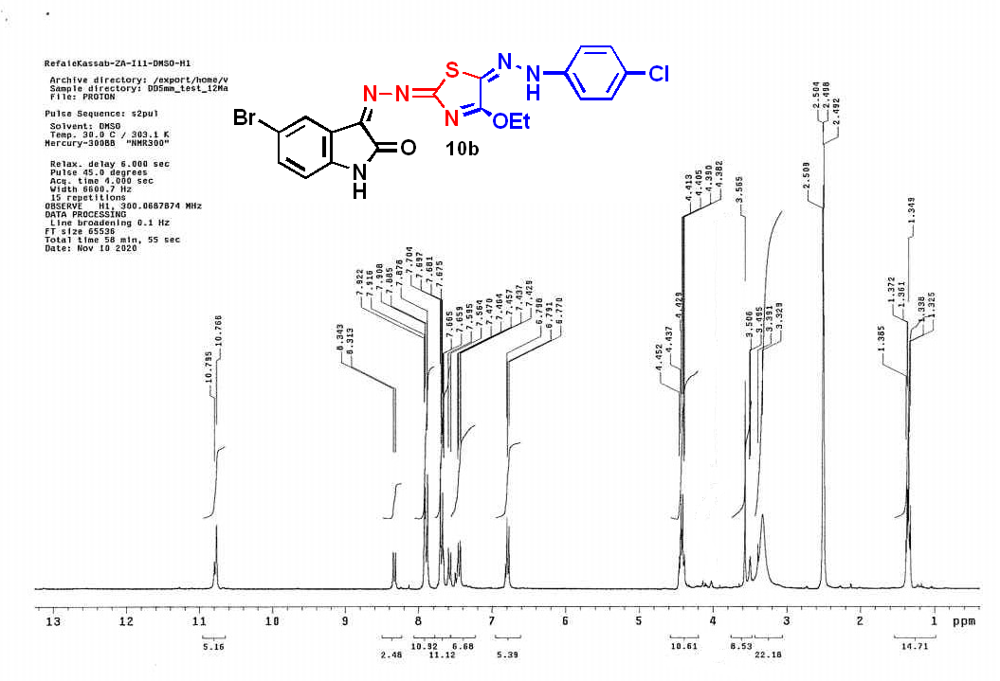 RefaieKassab-ZA-I11-DMSO-H1
Archive directory: /export/home/v
Sample directory: DD5mm_test_12Ma
File: PROTON
Pulse Sequence: s2pul
Solvent: DMSO
Temp. 30.0 C / 303.1 K
Mercury-300BB "NMR300"
Relax. delay 6.000 sec
Pulse 45.0 degrees
Acq. time 4.000 sec
Width 6600.7 Hz
15 repetitions
OBSERVE H1, 300.0687874 MHz
DATA PROCESSING
Line broadening 0.1 Hz
FT size 65536
Total time 58 min, 55 sec
Date: Nov 10 2020
Br
N
N
S
N
N
H
Cl
N
OEt
O
N
H
10b
10.795
10.768
8.343
8.313
7.922
7.916
7.908
7.885
7.878
7.704
7.697
7.681
7.675
7.665
7.659
7.595
7.564
7.470
7.464
7.457
7.437
7.429
6.798
6.791
6.770
4.452
4.437
4.429
4.413
4.405
4.390
4.382
3.565
3.506
3.495
3.391
3.329
2.509
2.504
2.498
2.492
1.385
1.372
1.361
1.349
1.338
1.325
13 12 11 10 9 8 7 6 5 4 3 2 1 ppm
5.16 2.46 10.92 11.12 6.68 5.39 10.61 6.53 22.16 14.71